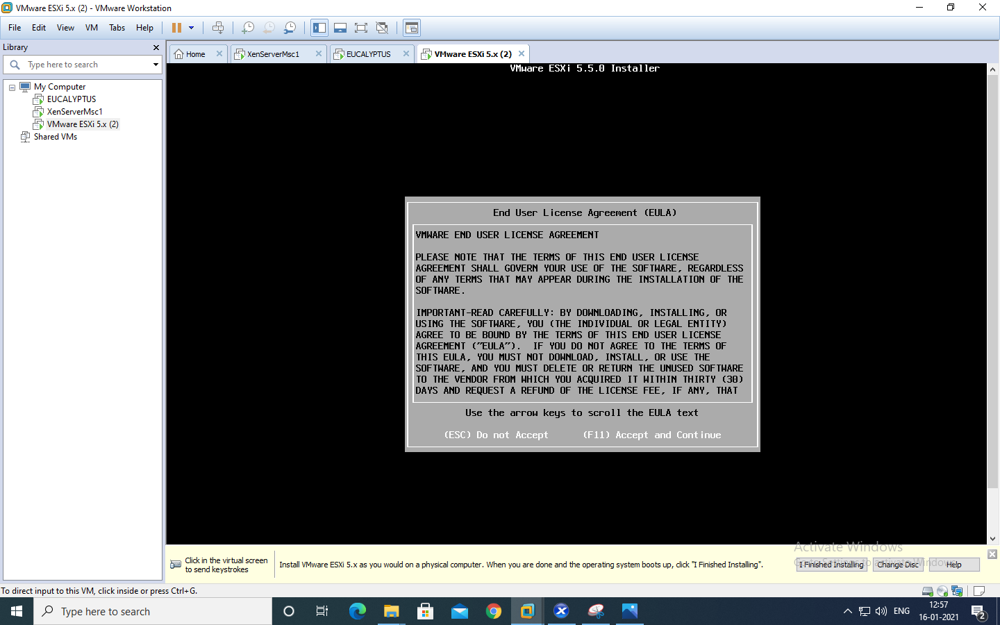 VMware ESXi 5.x (2) - VMware Workstation
File Edit View VM Tabs Help
Library
Type here to search
My Computer
EUCALYPTUS
XenServerMsc1
VMware ESXi 5.x (2)
Shared VMs
Home XenServerMsc1 EUCALYPTUS VMware ESXi 5.x (2)
VMware ESXi 5.5.0 Installer
End User License Agreement (EULA)
VMWARE END USER LICENSE AGREEMENT
PLEASE NOTE THAT THE TERMS OF THIS END USER LICENSE
AGREEMENT SHALL GOVERN YOUR USE OF THE SOFTWARE, REGARDLESS
OF ANY TERMS THAT MAY APPEAR DURING THE INSTALLATION OF THE
SOFTWARE.
IMPORTANT-READ CAREFULLY: BY DOWNLOADING, INSTALLING, OR
USING THE SOFTWARE, YOU (THE INDIVIDUAL OR LEGAL ENTITY)
AGREE TO BE BOUND BY THE TERMS OF THIS END USER LICENSE
AGREEMENT ("EULA"). IF YOU DO NOT AGREE TO THE TERMS OF
THIS EULA, YOU MUST NOT DOWNLOAD, INSTALL, OR USE THE
SOFTWARE, AND YOU MUST DELETE OR RETURN THE UNUSED SOFTWARE
TO THE VENDOR FROM WHICH YOU ACQUIRED IT WITHIN THIRTY (30)
DAYS AND REQUEST A REFUND OF THE LICENSE FEE, IF ANY, THAT
Use the arrow keys to scroll the EULA text
(ESC) Do not Accept (F11) Accept and Continue
Activate Windows
Go to Settings to activate Windows.
Click in the virtual screen
to send keystrokes
Install VMware ESXi 5.x as you would on a physical computer. When you are done and the operating system boots up, click "I Finished Installing".
I Finished Installing Change Disc Help
To direct input to this VM, click inside or press Ctrl+G.
Type here to search
ENG
12:57
16-01-2021
2